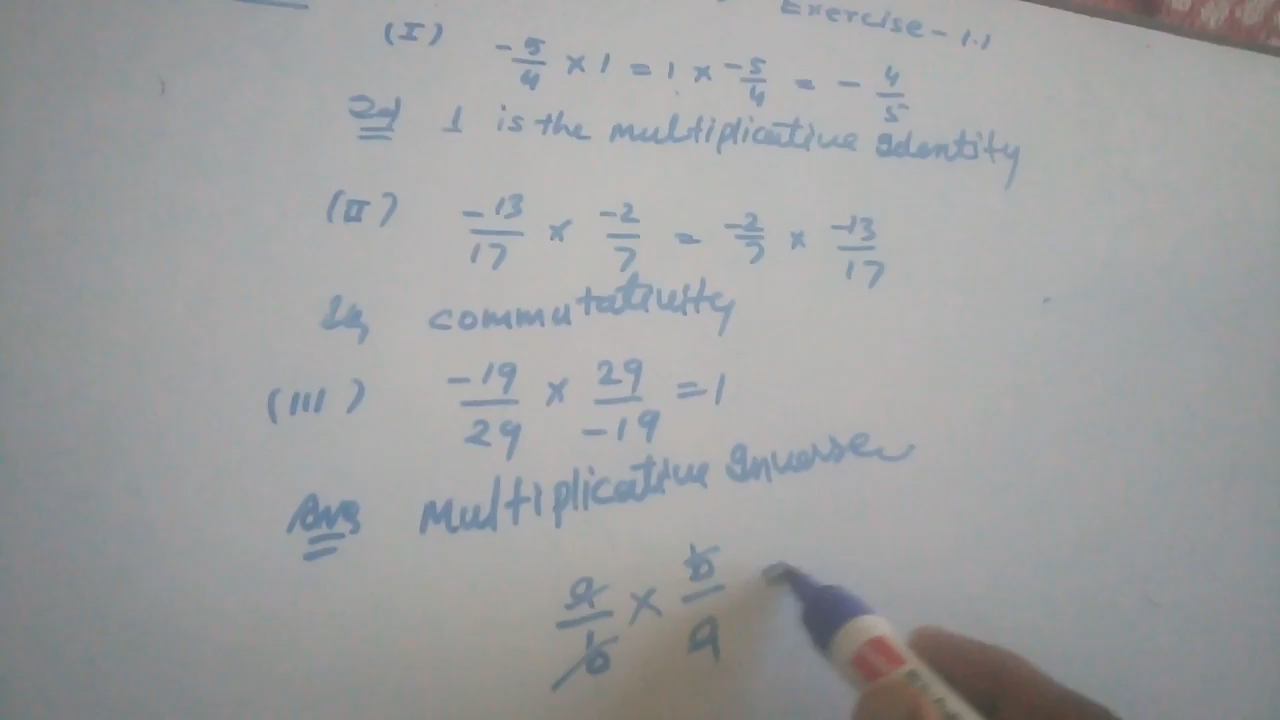 Exercise - 1.1
(I) -5/4 × 1 = 1 × -5/4 = - 4/5
1 is the multiplicative Identity
(II) -13/17 × -2/7 = -2/7 × -13/17
commutativity
(III) -19/29 × 29/-19 = 1
Ans Multiplicative Inverse
a/b × b/a